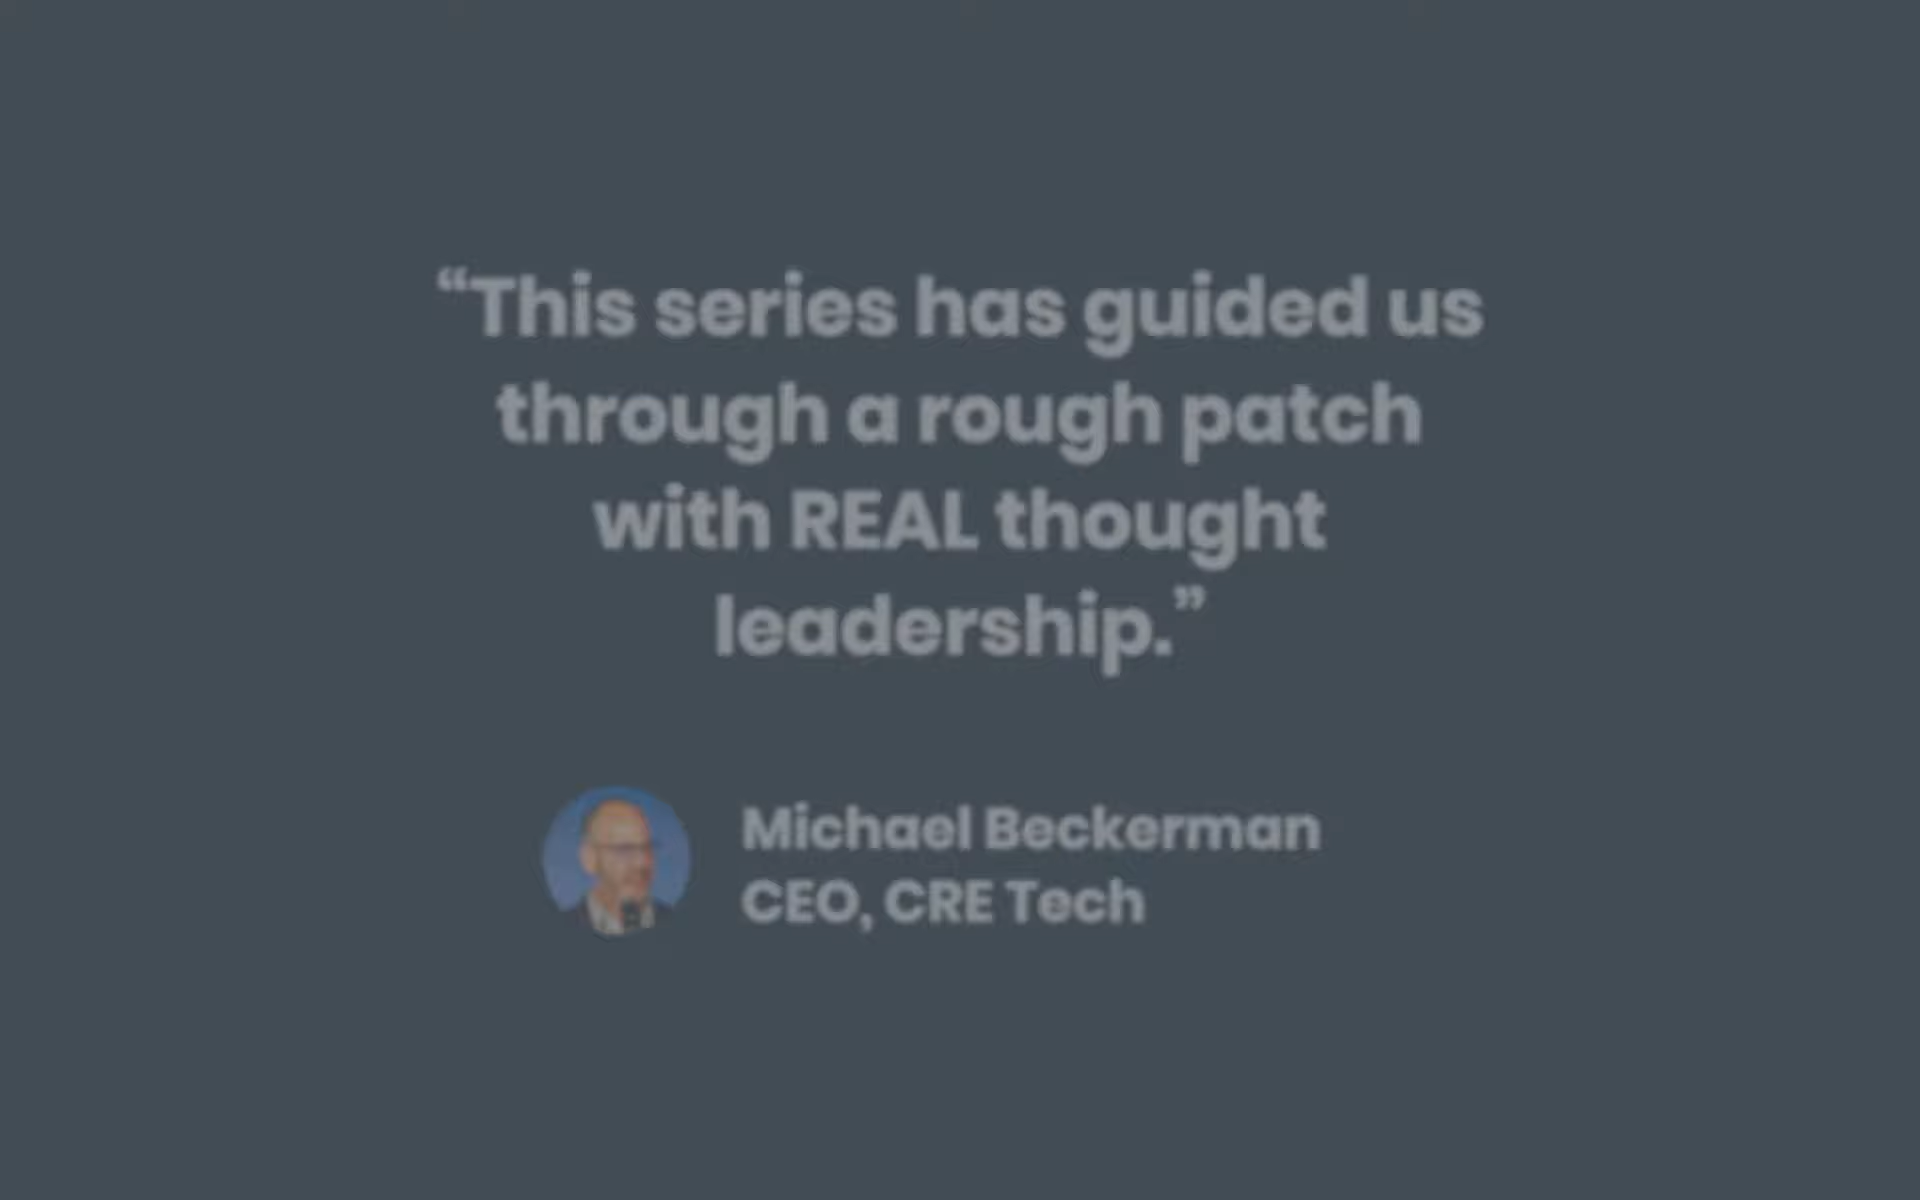 “This series has guided us
through a rough patch
with REAL thought
leadership.”
Michael Beckerman
CEO, CRE Tech